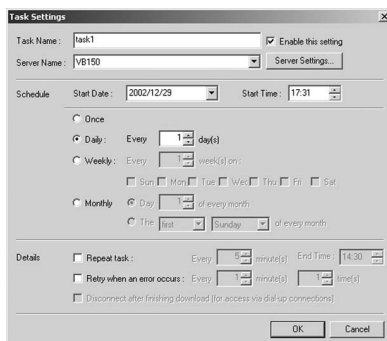 Task Settings
Task Name : task1 Enable this setting
Server Name : VB150 Server Settings...
Schedule Start Date : 2002/12/29 Start Time : 17:31
Once
Daily : Every 1 day(s)
Weekly : Every 1 week(s) on :
Sun Mon Tue Wec Thu Fri Sat
Monthly Day 1 of every month
The first Sunday of every month
Details Repeat task : Every 5 minute(s) End Time : 14:30
Retry when an error occurs : Every 1 minute(s) 1 time(s)
Disconnect after finishing download (for access via dial-up connections)
OK Cancel